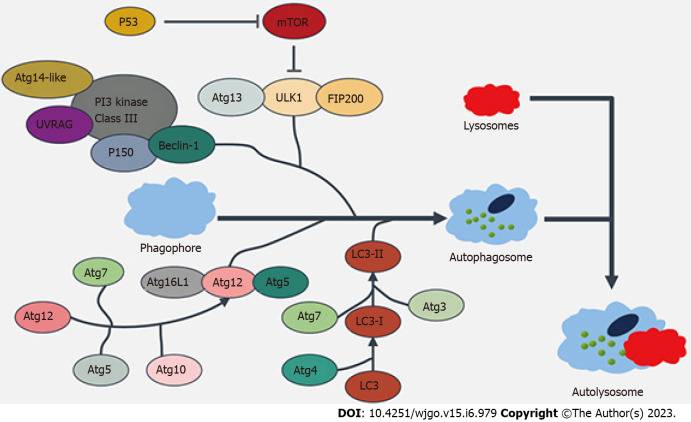 P53
mTOR
Atg14-like
PI3 kinase
Class III
UVRAG
P150
Beclin-1
Atg13
ULK1
FIP200
Lysosomes
Phagophore
Autophagosome
Atg7
Atg16L1
Atg12
Atg5
LC3-II
Atg12
Atg7
LC3-I
Atg3
Atg5
Atg10
Atg4
LC3
Autolysosome
DOI: 10.4251/wjgo.v15.i6.979 Copyright ©The Author(s) 2023.